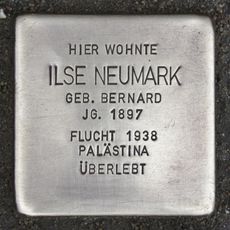 HIER WOHNTE
ILSE NEUMARK
GEB. BERNARD
JG. 1897
FLUCHT 1938
PALÄSTINA
ÜBERLEBT